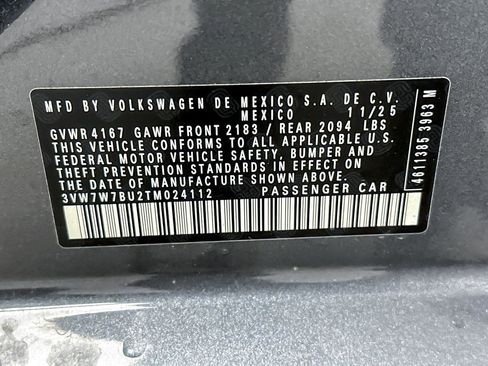 MFD BY VOLKSWAGEN DE MEXICO S.A. DE C.V.
MEXICO 11/25
GVWR 4167 GAWR FRONT 2183 / REAR 2094 LBS
THIS VEHICLE CONFORMS TO ALL APPLICABLE U.S.
FEDERAL MOTOR VEHICLE SAFETY, BUMPER AND
THEFT PREVENTION STANDARDS IN EFFECT ON
THE DATE OF MANUFACTURE SHOWN ABOVE.
3VW7W7BU2TM024112 PASSENGER CAR
4611385 3963 M